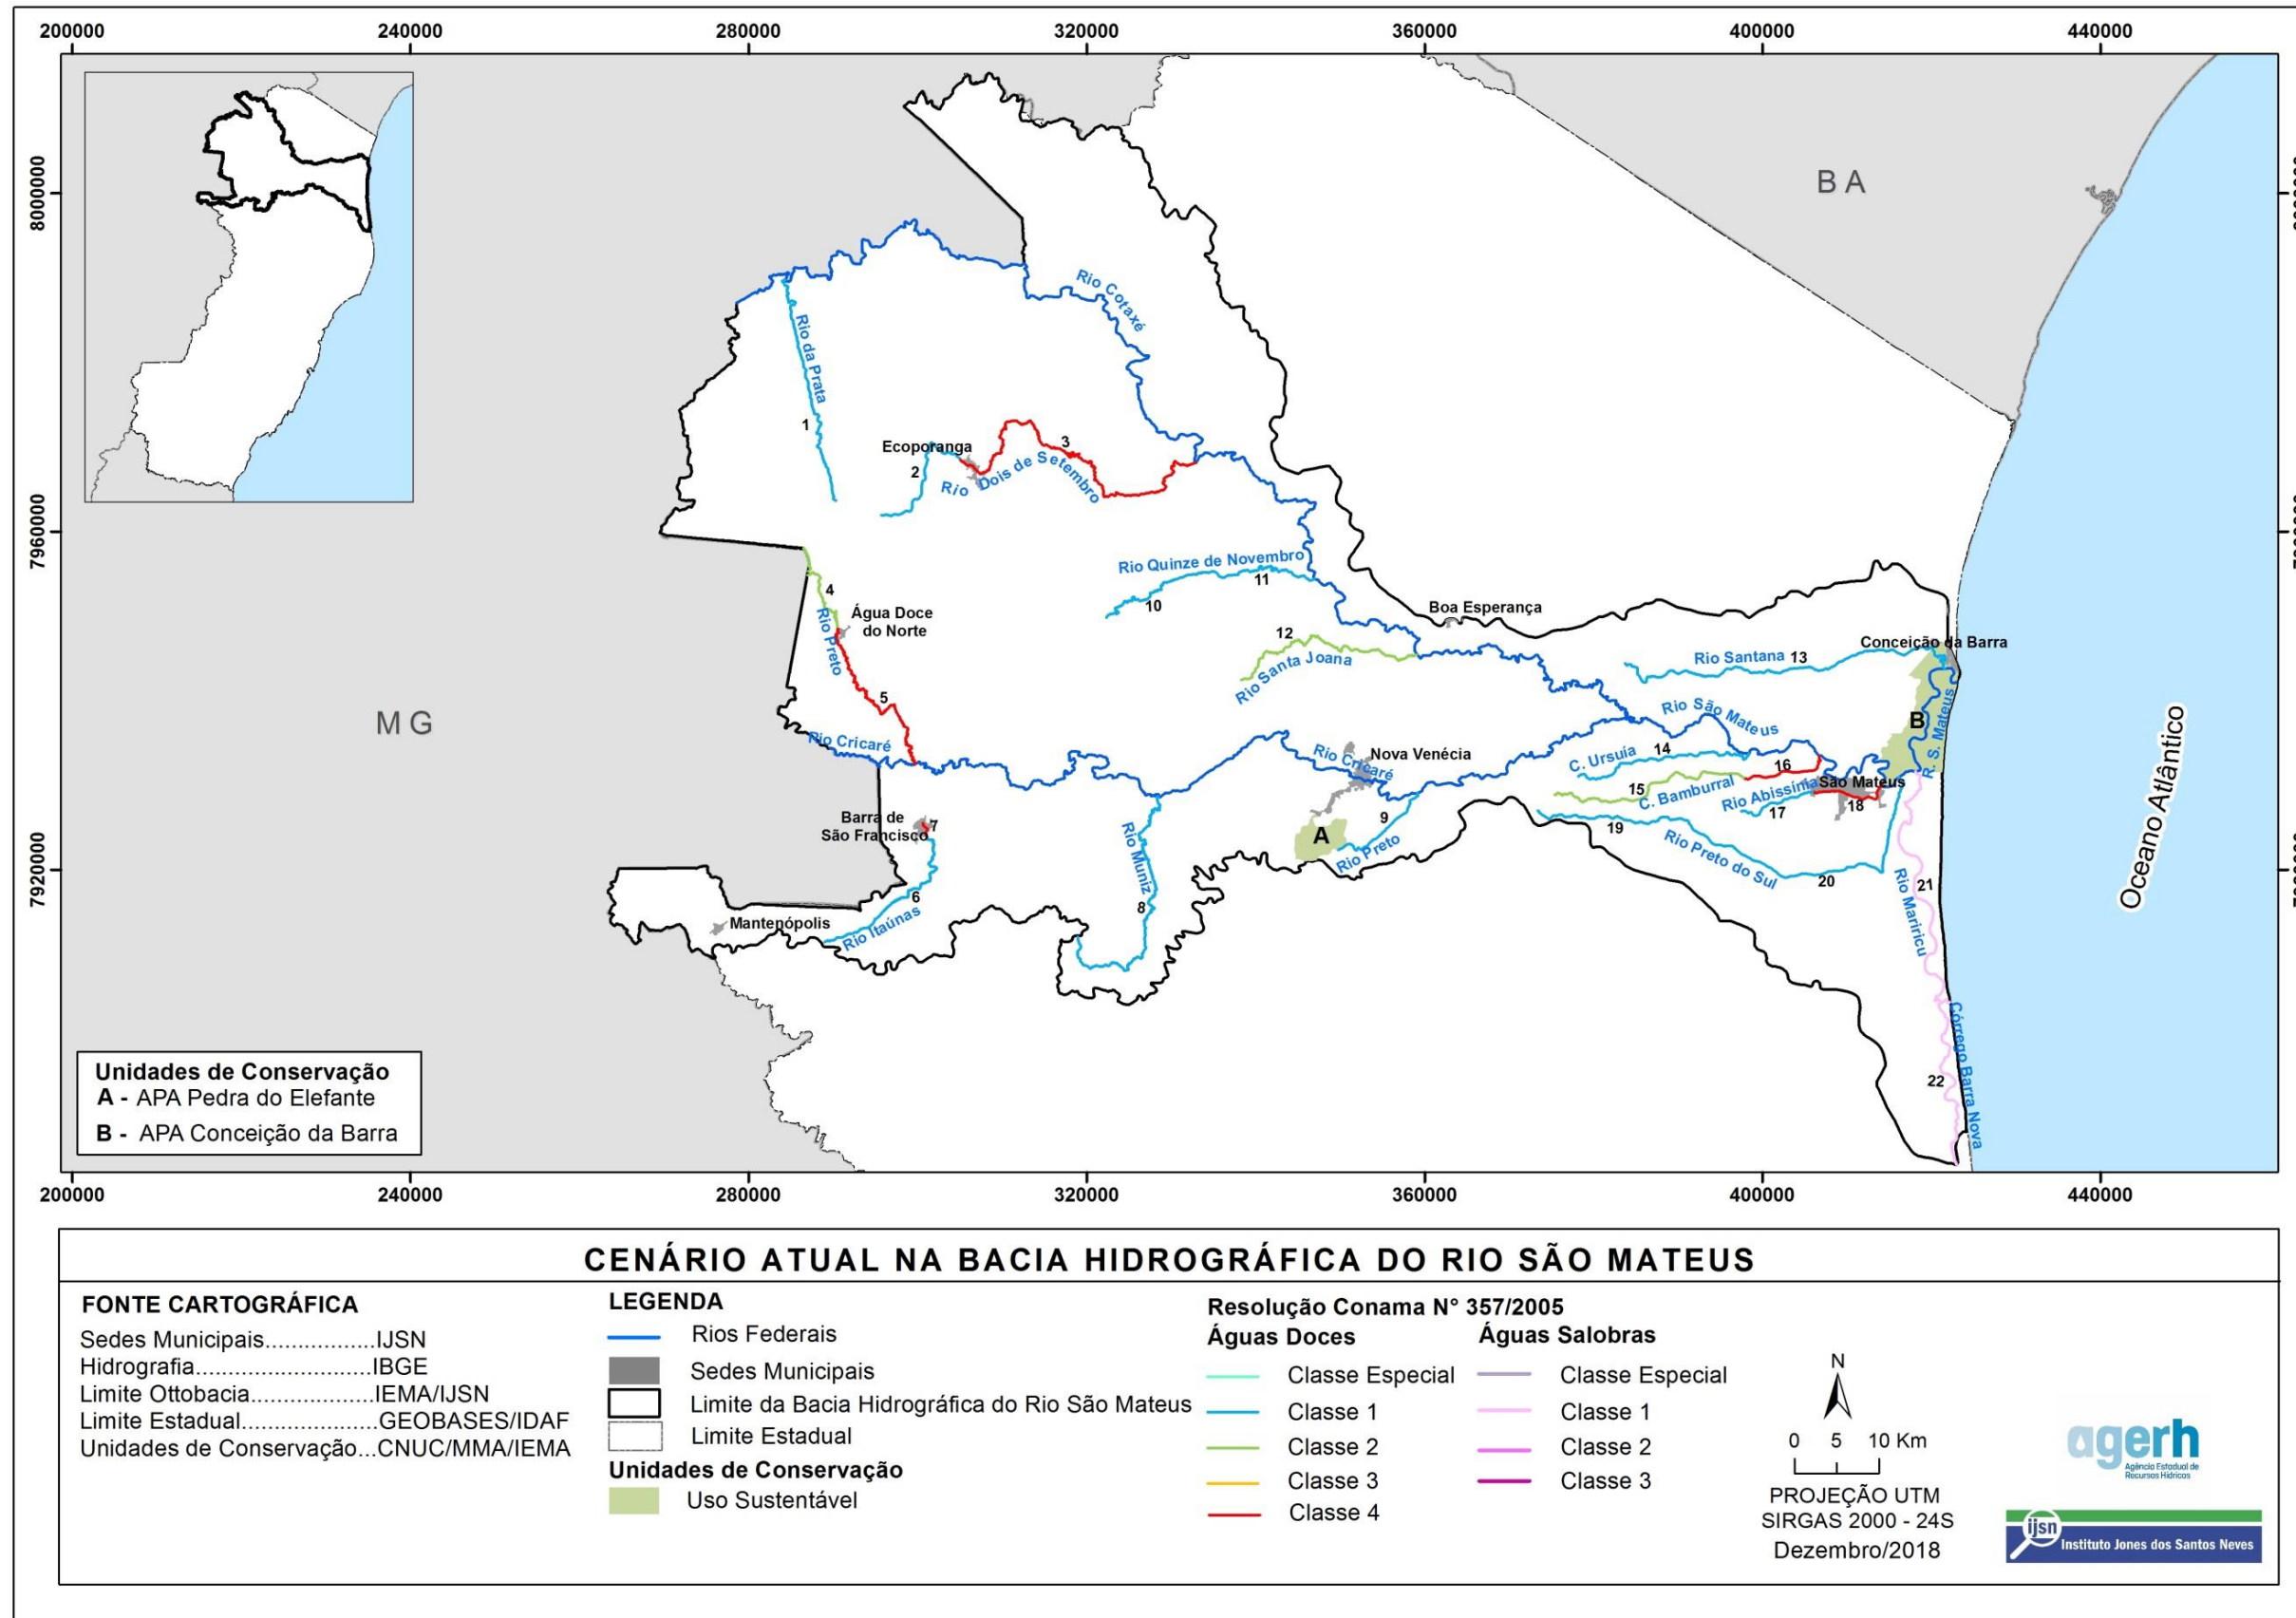 200000 240000 280000 320000 360000 400000 440000
8000000
7960000
7920000
BA
MG
Oceano Atlântico
Rio Cotaxé
Rio da Prata
1
Ecoporanga
2
3
Rio Dois de Setembro
Rio Quinze de Novembro
10
11
4
Água Doce
do Norte
Rio Preto
5
12
Rio Santa Joana
Boa Esperança
Conceição da Barra
Rio Santana
13
Rio Cricaré
Rio São Mateus
B
R. S. Mateus
Rio Cricaré
Nova Venécia
C. Ursuia
14
15
C. Bamburral
16
São Mateus
Rio Abissínia
17
18
Barra de
São Francisco
7
A
9
Rio Preto
19
Rio Preto do Sul
20
Rio Muniz
8
6
Rio Itaúnas
Mantenópolis
Rio Mariricu
21
22
Córrego Barra Nova
Unidades de Conservação
A - APA Pedra do Elefante
B - APA Conceição da Barra
200000 240000 280000 320000 360000 400000 440000
CENÁRIO ATUAL NA BACIA HIDROGRÁFICA DO RIO SÃO MATEUS
FONTE CARTOGRÁFICA
Sedes Municipais.................IJSN
Hidrografia..........................IBGE
Limite Ottobacia...................IEMA/IJSN
Limite Estadual....................GEOBASES/IDAF
Unidades de Conservação...CNUC/MMA/IEMA
LEGENDA
Rios Federais
Sedes Municipais
Limite da Bacia Hidrográfica do Rio São Mateus
Limite Estadual
Unidades de Conservação
Uso Sustentável
Resolução Conama N° 357/2005
Águas Doces
Classe Especial
Classe 1
Classe 2
Classe 3
Classe 4
Águas Salobras
Classe Especial
Classe 1
Classe 2
Classe 3
N
0 5 10 Km
PROJEÇÃO UTM
SIRGAS 2000 - 24S
Dezembro/2018
agerh
Agência Estadual de
Recursos Hídricos
ijsn
Instituto Jones dos Santos Neves